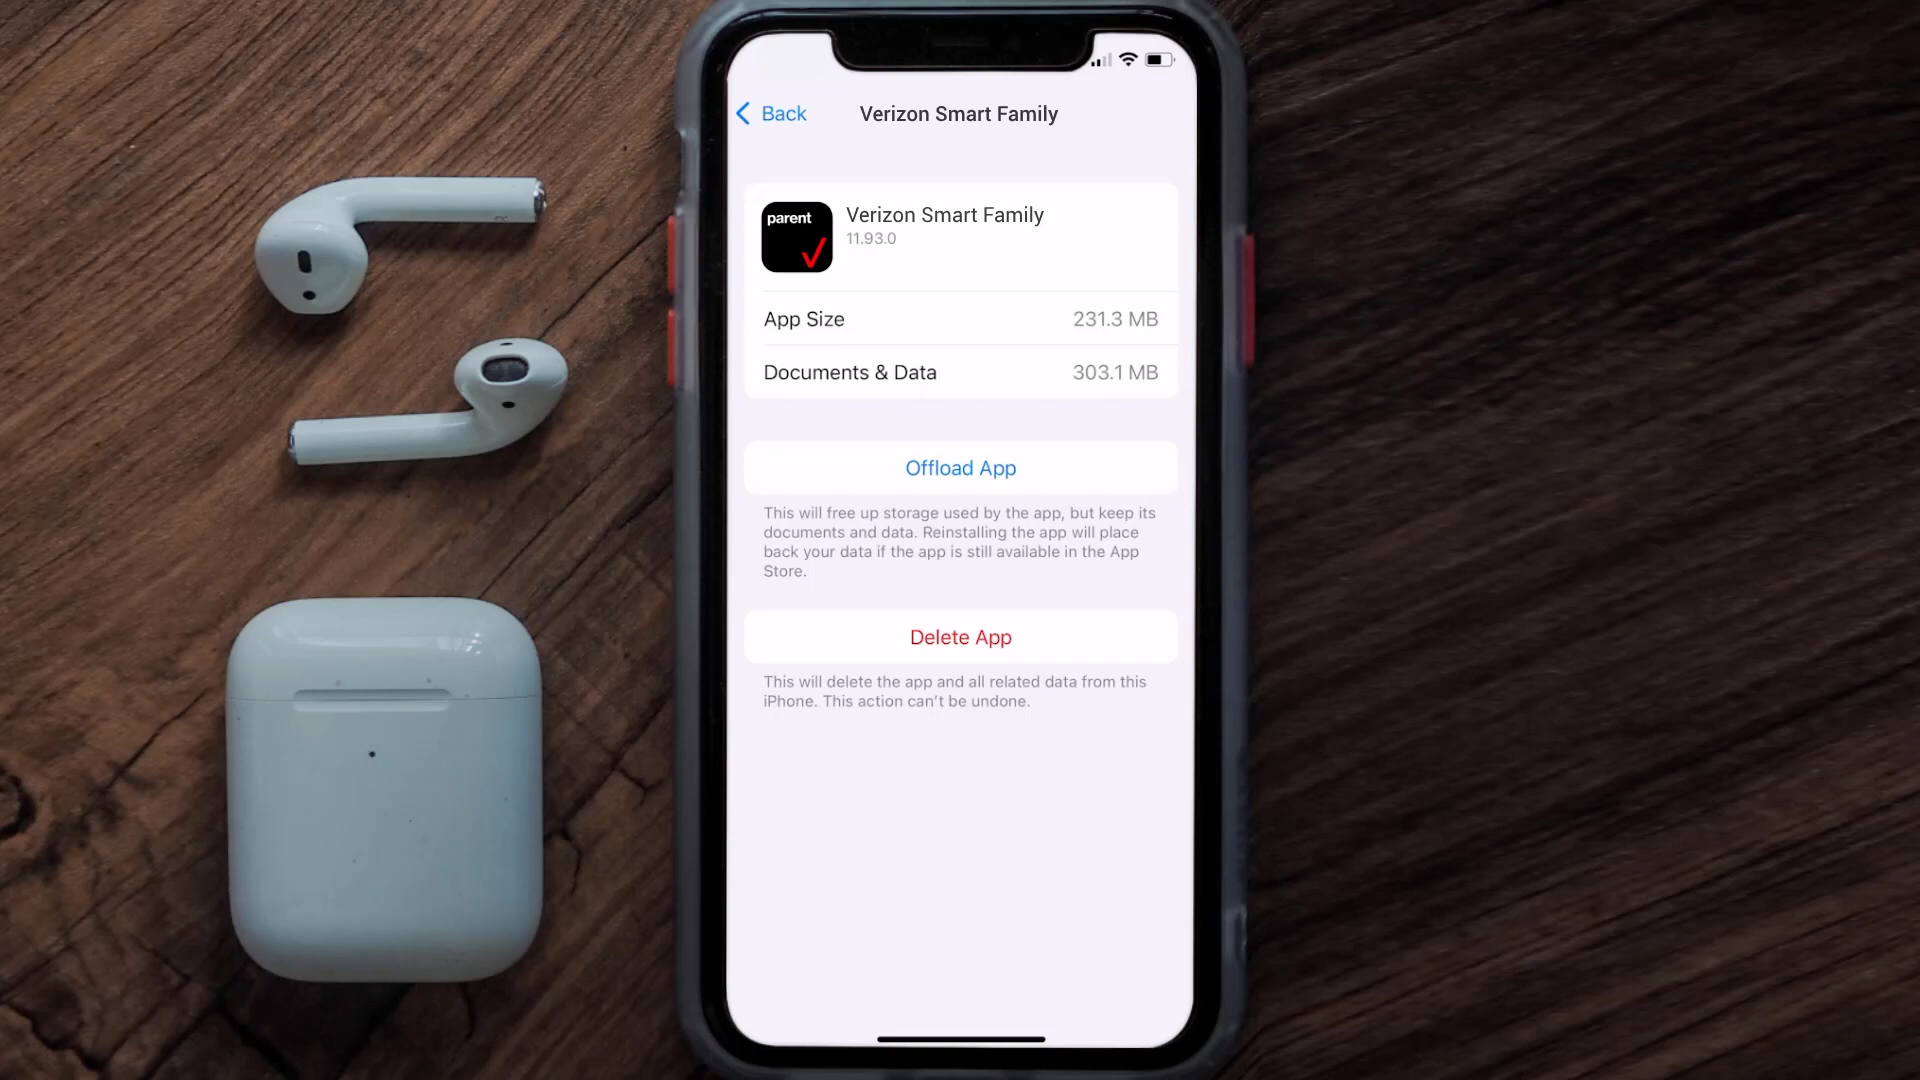 Back
Verizon Smart Family
parent
Verizon Smart Family
11.93.0
App Size
231.3 MB
Documents & Data
303.1 MB
Offload App
This will free up storage used by the app, but keep its
documents and data. Reinstalling the app will place
back your data if the app is still available in the App
Store.
Delete App
This will delete the app and all related data from this
iPhone. This action can't be undone.